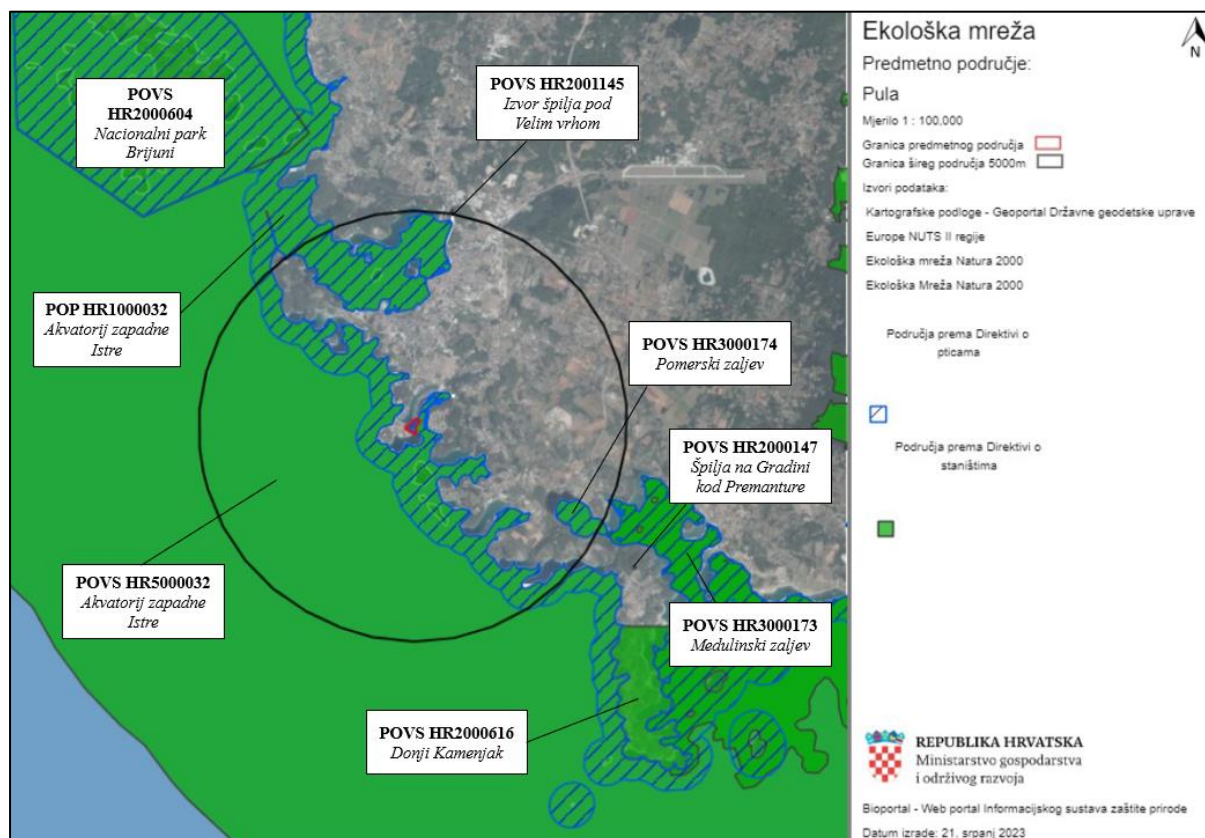 POVS
HR2000604
Nacionalni park
Brijuni
POVS HR2001145
Izvor špilja pod
Velim vrhom
POP HR1000032
Akvatorij zapadne
Istre
POVS HR3000174
Pomerski zaljev
POVS HR2000147
Špilja na Gradini
kod Premanture
POVS HR5000032
Akvatorij zapadne
Istre
POVS HR3000173
Medulinski zaljev
POVS HR2000616
Donji Kamenjak
Ekološka mreža
N
Predmetno područje:
Pula
Mjerilo 1 : 100,000
Granica predmetnog područja
Granica šireg područja 5000m
Izvori podataka:
Kartografske podloge - Geoportal Državne geodetske uprave
Europe NUTS II regije
Ekološka mreža Natura 2000
Ekološka Mreža Natura 2000
Područja prema Direktivi o
pticama
Područja prema Direktivi o
staništima
REPUBLIKA HRVATSKA
Ministarstvo gospodarstva
i održivog razvoja
Bioportal - Web portal Informacijskog sustava zaštite prirode
Datum izrade: 21. srpanj 2023